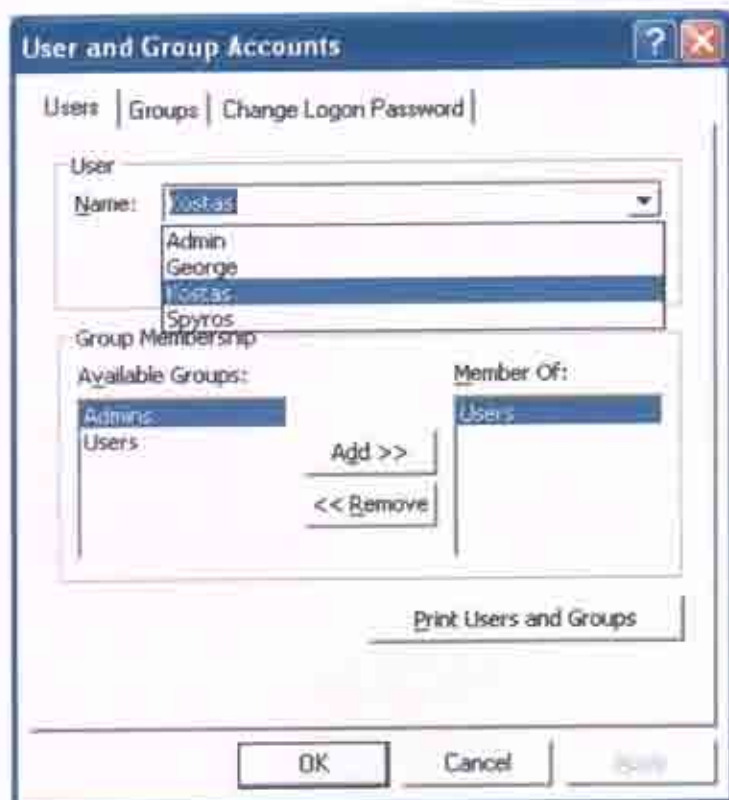 User and Group Accounts
Users Groups Change Logon Password
User
Name: Kostas
Admin
George
Kostas
Spyros
Group Membership
Available Groups:
Member Of:
Admins
Users
Users
Add >>
<< Remove
Print Users and Groups
OK Cancel